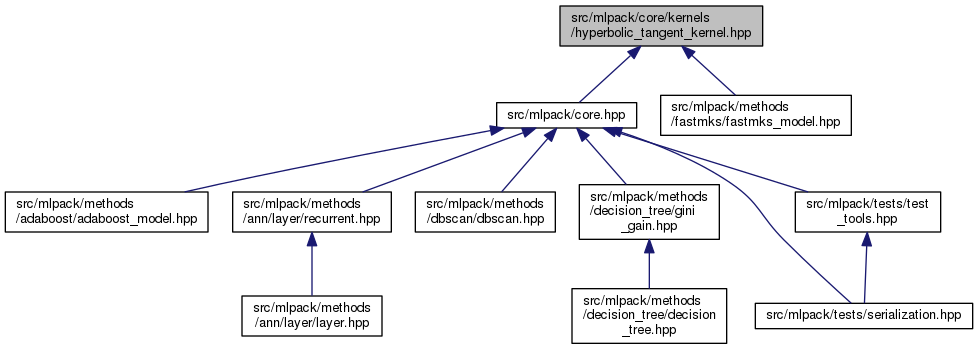 src/mlpack/core/kernels
/hyperbolic_tangent_kernel.hpp
src/mlpack/core.hpp
src/mlpack/methods
/fastmks/fastmks_model.hpp
src/mlpack/methods
/adaboost/adaboost_model.hpp
src/mlpack/methods
/ann/layer/recurrent.hpp
src/mlpack/methods
/dbscan/dbscan.hpp
src/mlpack/methods
/decision_tree/gini
_gain.hpp
src/mlpack/tests/test
_tools.hpp
src/mlpack/methods
/ann/layer/layer.hpp
src/mlpack/methods
/decision_tree/decision
_tree.hpp
src/mlpack/tests/serialization.hpp